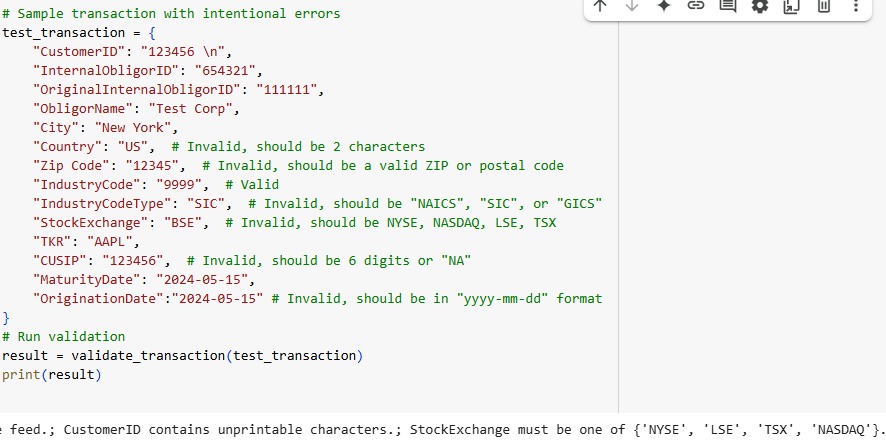 # Sample transaction with intentional errors
test_transaction = {
    "CustomerID": "123456 \n",
    "InternalObligorID": "654321",
    "OriginalInternalObligorID": "111111",
    "ObligorName": "Test Corp",
    "City": "New York",
    "Country": "US",  # Invalid, should be 2 characters
    "Zip Code": "12345",  # Invalid, should be a valid ZIP or postal code
    "IndustryCode": "9999",  # Valid
    "IndustryCodeType": "SIC",  # Invalid, should be "NAICS", "SIC", or "GICS"
    "StockExchange": "BSE",  # Invalid, should be NYSE, NASDAQ, LSE, TSX
    "TKR": "AAPL",
    "CUSIP": "123456",  # Invalid, should be 6 digits or "NA"
    "MaturityDate": "2024-05-15",
    "OriginationDate":"2024-05-15" # Invalid, should be in "yyyy-mm-dd" format
}
# Run validation
result = validate_transaction(test_transaction)
print(result)
feed.; CustomerID contains unprintable characters.; StockExchange must be one of {'NYSE', 'LSE', 'TSX', 'NASDAQ'}.